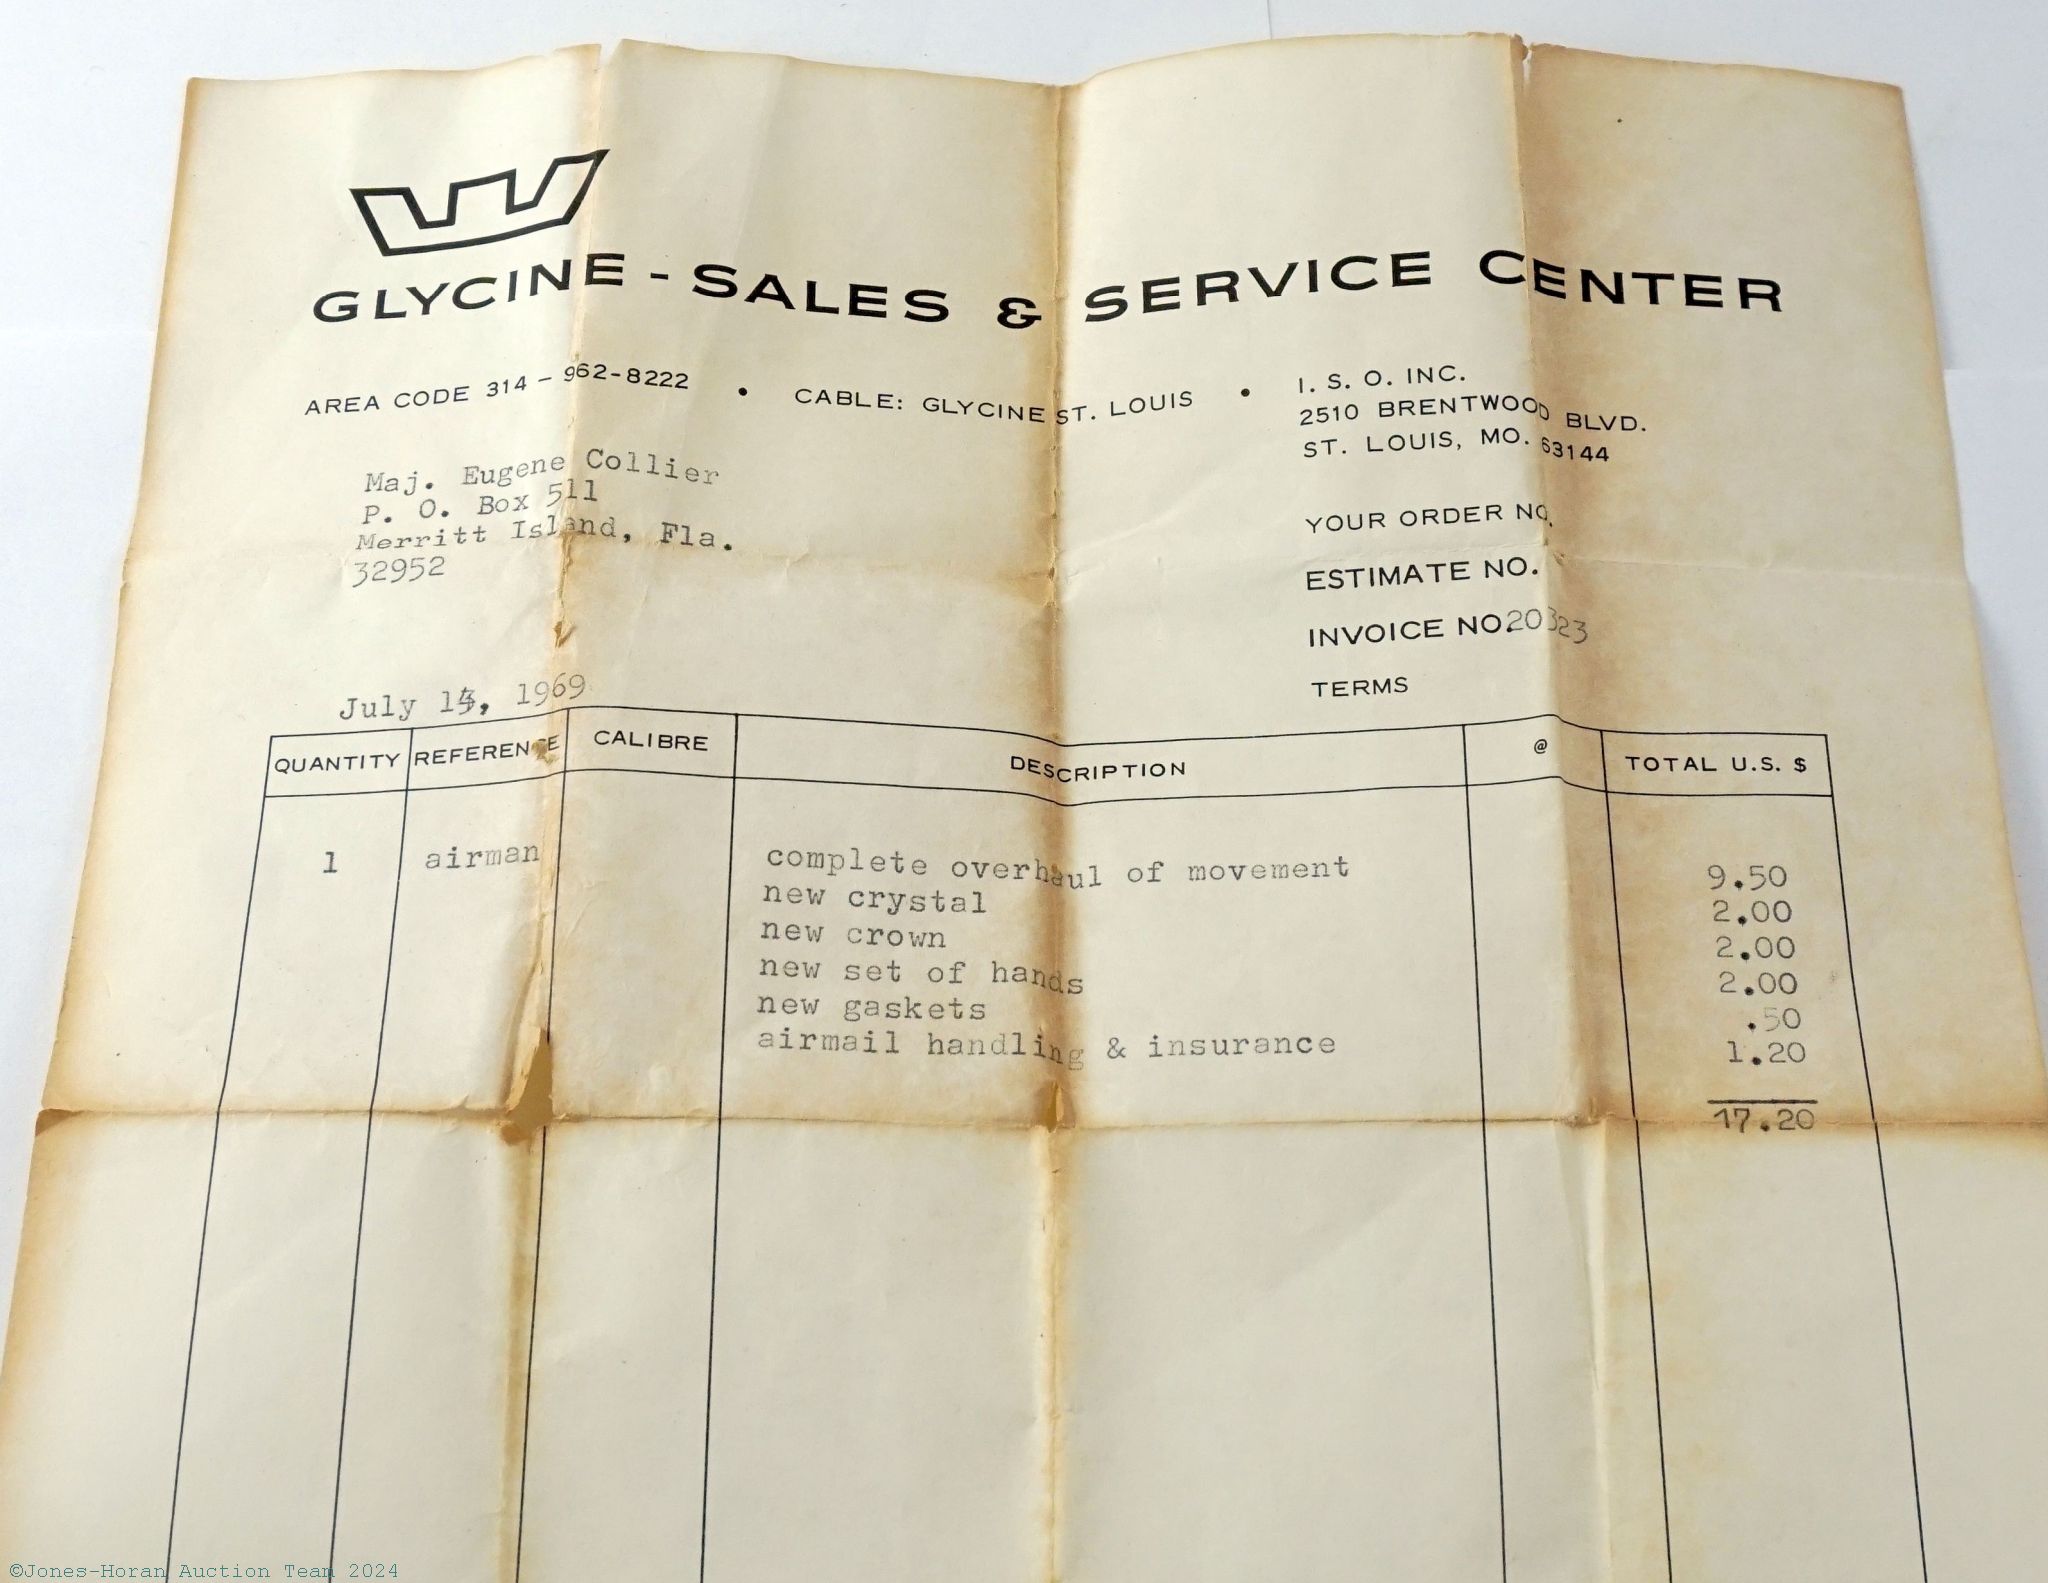 GLYCINE - SALES & SERVICE CENTER
AREA CODE 314 - 962-8222 • CABLE: GLYCINE ST. LOUIS • I. S. O. INC.
2510 BRENTWOOD BLVD.
ST. LOUIS, MO. 63144
Maj. Eugene Collier
P. O. Box 511
Merritt Island, Fla.
32952
YOUR ORDER NO.
ESTIMATE NO.
INVOICE NO. 20323
TERMS
July , 1969
QUANTITY REFERENCE CALIBRE DESCRIPTION @ TOTAL U.S. $
1 airman complete overhaul of movement 9.50
new crystal 2.00
new crown 2.00
new set of hands 2.00
new gaskets .50
airmail handling & insurance 1.20
17.20
©Jones-Horan Auction Team 2024